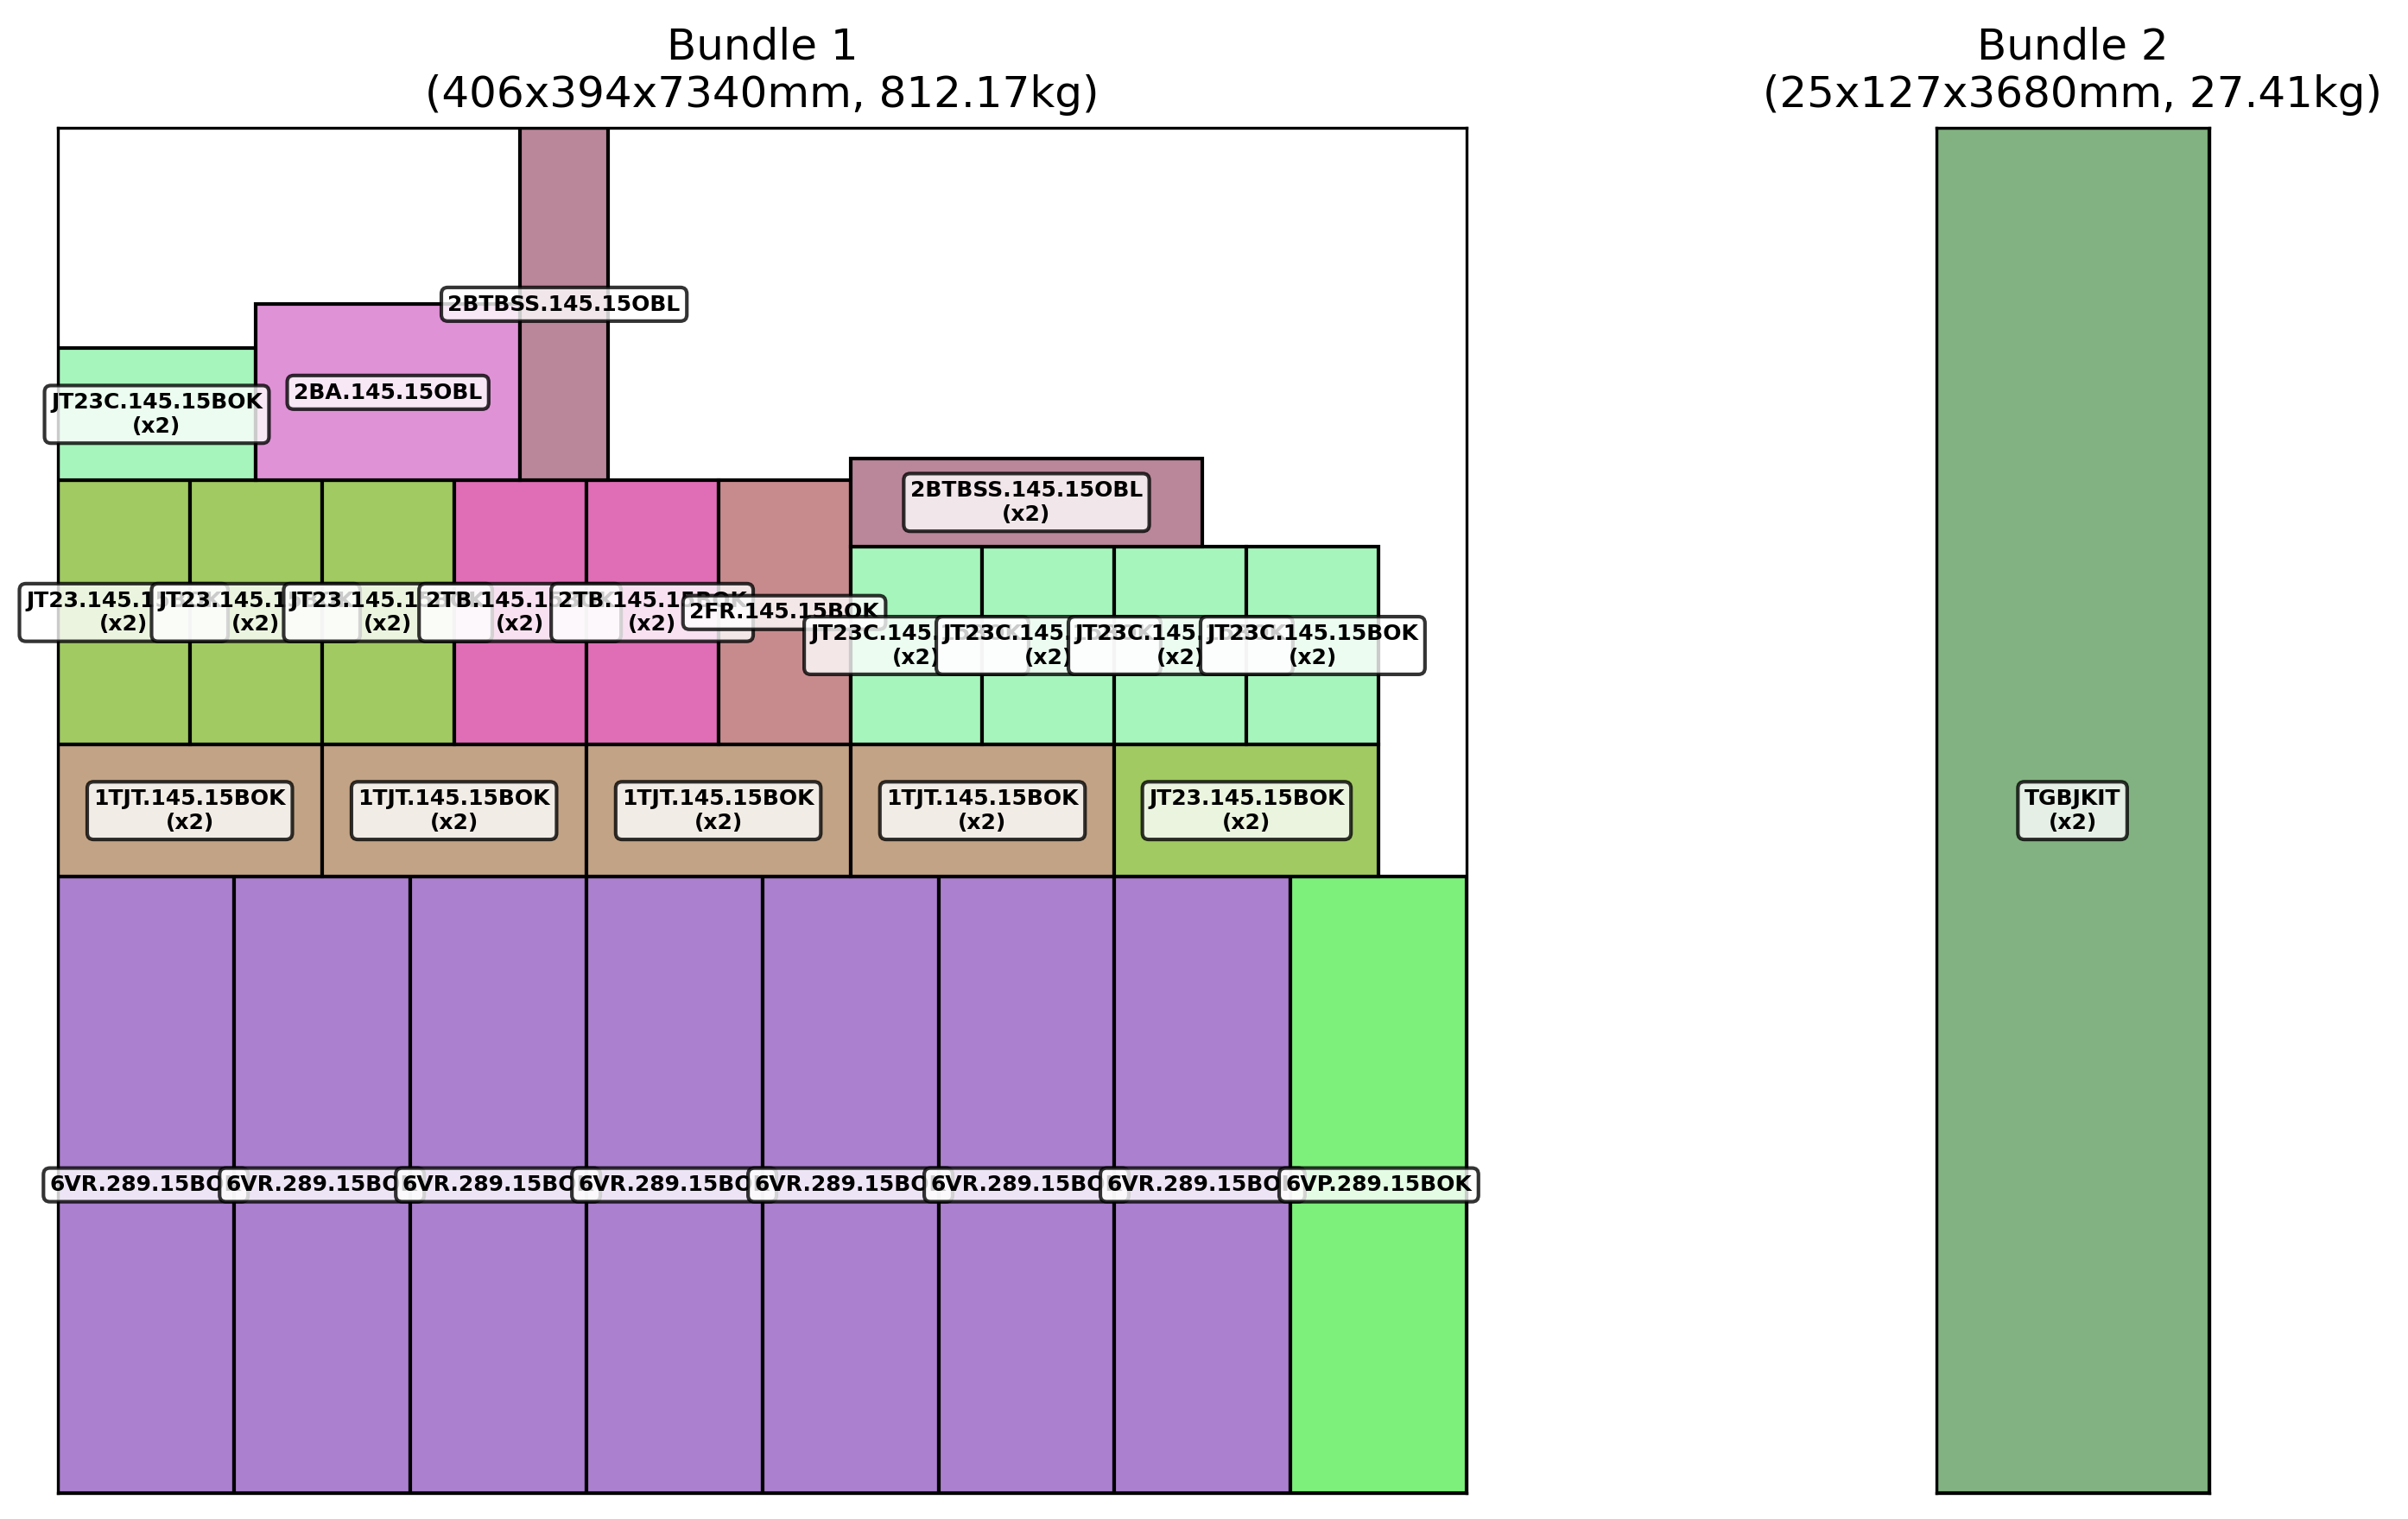 Bundle 1
(406x394x7340mm, 812.17kg)
Bundle 2
(25x127x3680mm, 27.41kg)
2BTBSS.145.15OBL
2BA.145.15OBL
JT23C.145.15BOK
(x2)
2BTBSS.145.15OBL
(x2)
JT23.145.1
(x2)
JT23.145.1
(x2)
JT23.145.1
(x2)
2TB.145.1
(x2)
2TB.145.15BOK
(x2)
2FR.145.15BOK
JT23C.145.
(x2)
JT23C.145.
(x2)
JT23C.145.
(x2)
JT23C.145.15BOK
(x2)
1TJT.145.15BOK
(x2)
1TJT.145.15BOK
(x2)
1TJT.145.15BOK
(x2)
1TJT.145.15BOK
(x2)
JT23.145.15BOK
(x2)
TGBJKIT
(x2)
6VR.289.15BO
6VR.289.15BO
6VR.289.15BO
6VR.289.15BO
6VR.289.15BO
6VR.289.15BO
6VR.289.15BO
6VP.289.15BOK